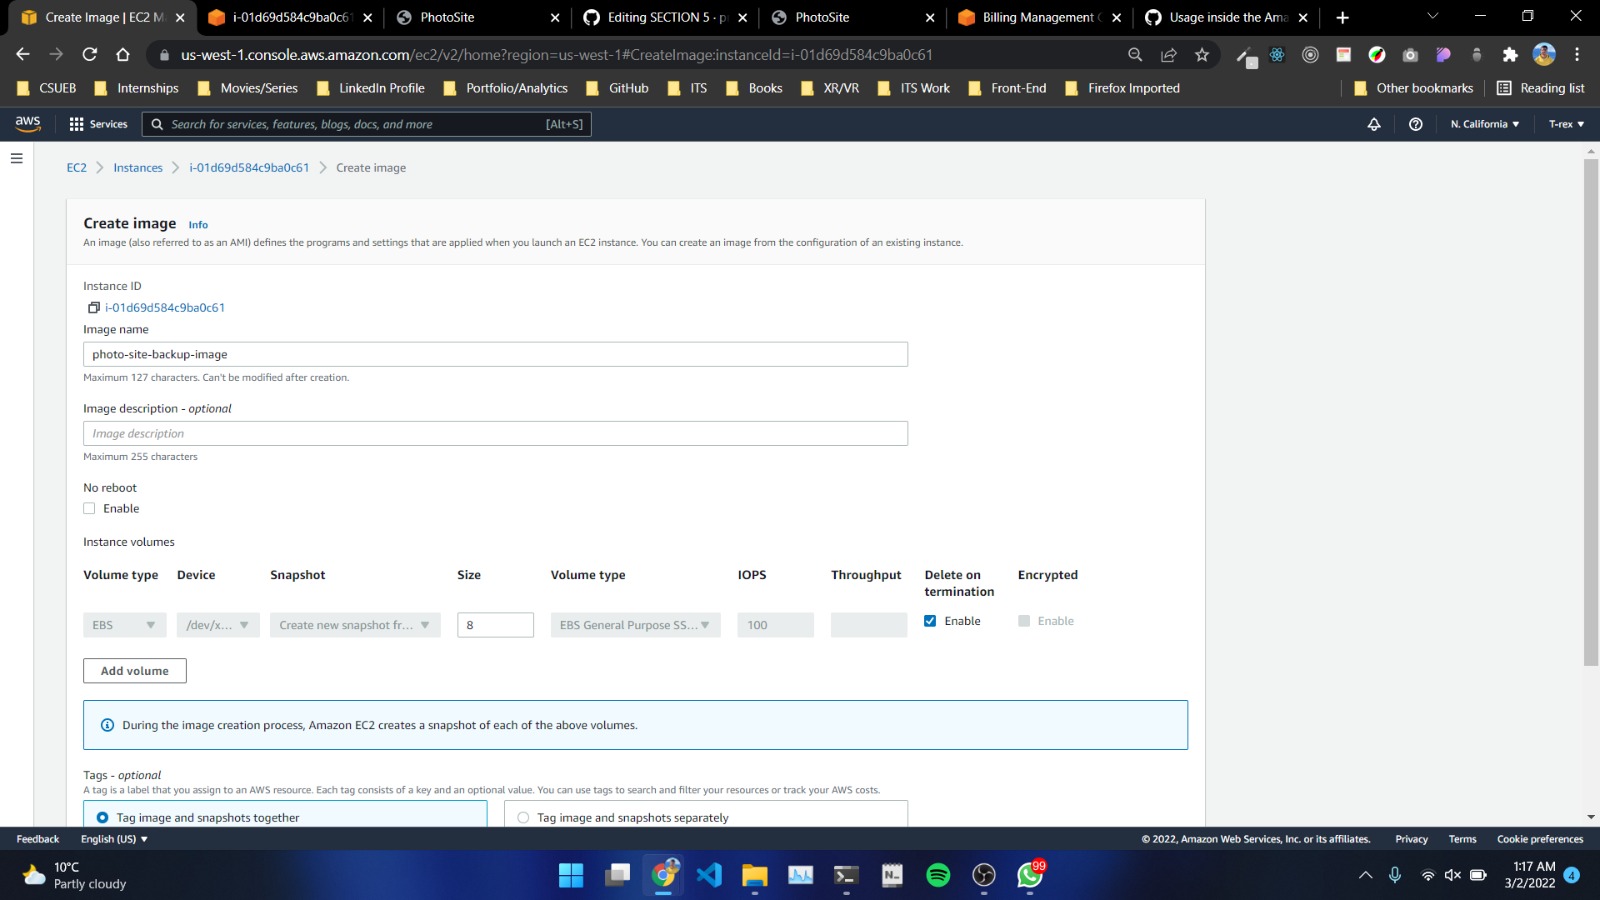 Create Image | EC2 M
i-01d69d584c9ba0c61
PhotoSite
Editing SECTION 5 · p
PhotoSite
Billing Management C
Usage inside the Ama
us-west-1.console.aws.amazon.com/ec2/v2/home?region=us-west-1#CreateImage:instanceId=i-01d69d584c9ba0c61
CSUEB Internships Movies/Series LinkedIn Profile Portfolio/Analytics GitHub ITS Books XR/VR ITS Work Front-End Firefox Imported Other bookmarks Reading list
aws Services Search for services, features, blogs, docs, and more [Alt+S] N. California T-rex
EC2 Instances i-01d69d584c9ba0c61 Create image
Create image Info
An image (also referred to as an AMI) defines the programs and settings that are applied when you launch an EC2 instance. You can create an image from the configuration of an existing instance.
Instance ID
i-01d69d584c9ba0c61
Image name
photo-site-backup-image
Maximum 127 characters. Can't be modified after creation.
Image description - optional
Image description
Maximum 255 characters
No reboot
Enable
Instance volumes
Volume type Device Snapshot Size Volume type IOPS Throughput Delete on termination Encrypted
EBS /dev/x... Create new snapshot fr... 8 EBS General Purpose SS... 100 Enable Enable
Add volume
During the image creation process, Amazon EC2 creates a snapshot of each of the above volumes.
Tags - optional
A tag is a label that you assign to an AWS resource. Each tag consists of a key and an optional value. You can use tags to search and filter your resources or track your AWS costs.
Tag image and snapshots together Tag image and snapshots separately
Feedback English (US) © 2022, Amazon Web Services, Inc. or its affiliates. Privacy Terms Cookie preferences
10°C
Partly cloudy
N_
99
1:17 AM
3/2/2022
4